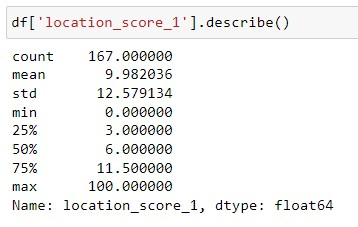 df['location_score_1'].describe()
count 167.000000
mean 9.982036
std 12.579134
min 0.000000
25% 3.000000
50% 6.000000
75% 11.500000
max 100.000000
Name: location_score_1, dtype: float64